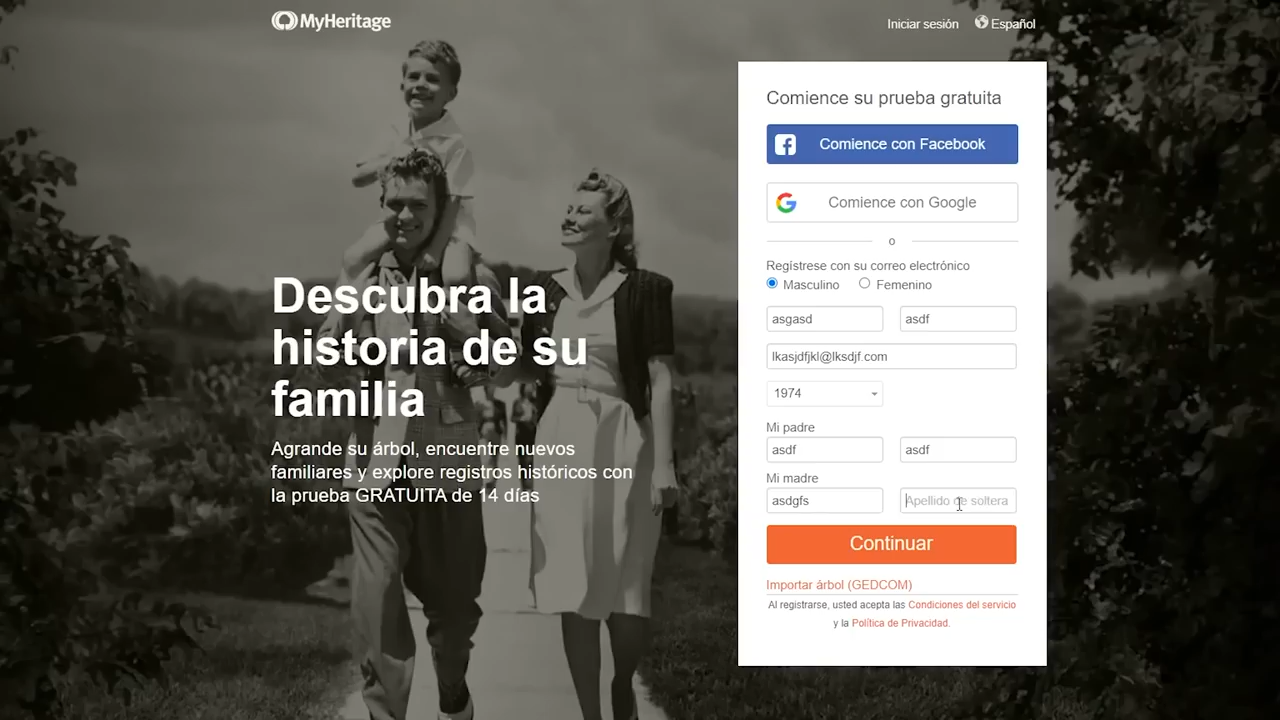 MyHeritage
Iniciar sesión
Español
Descubra la
historia de su
familia
Agrande su árbol, encuentre nuevos
familiares y explore registros históricos con
la prueba GRATUITA de 14 días
Comience su prueba gratuita
Comience con Facebook
Comience con Google
o
Regístrese con su correo electrónico
Masculino Femenino
asgasd asdf
lkasjdfjkl@lksdjf.com
1974
Mi padre
asdf asdf
Mi madre
asdgfs Apellido de soltera
Continuar
Importar árbol (GEDCOM)
Al registrarse, usted acepta las Condiciones del servicio
y la Política de Privacidad.